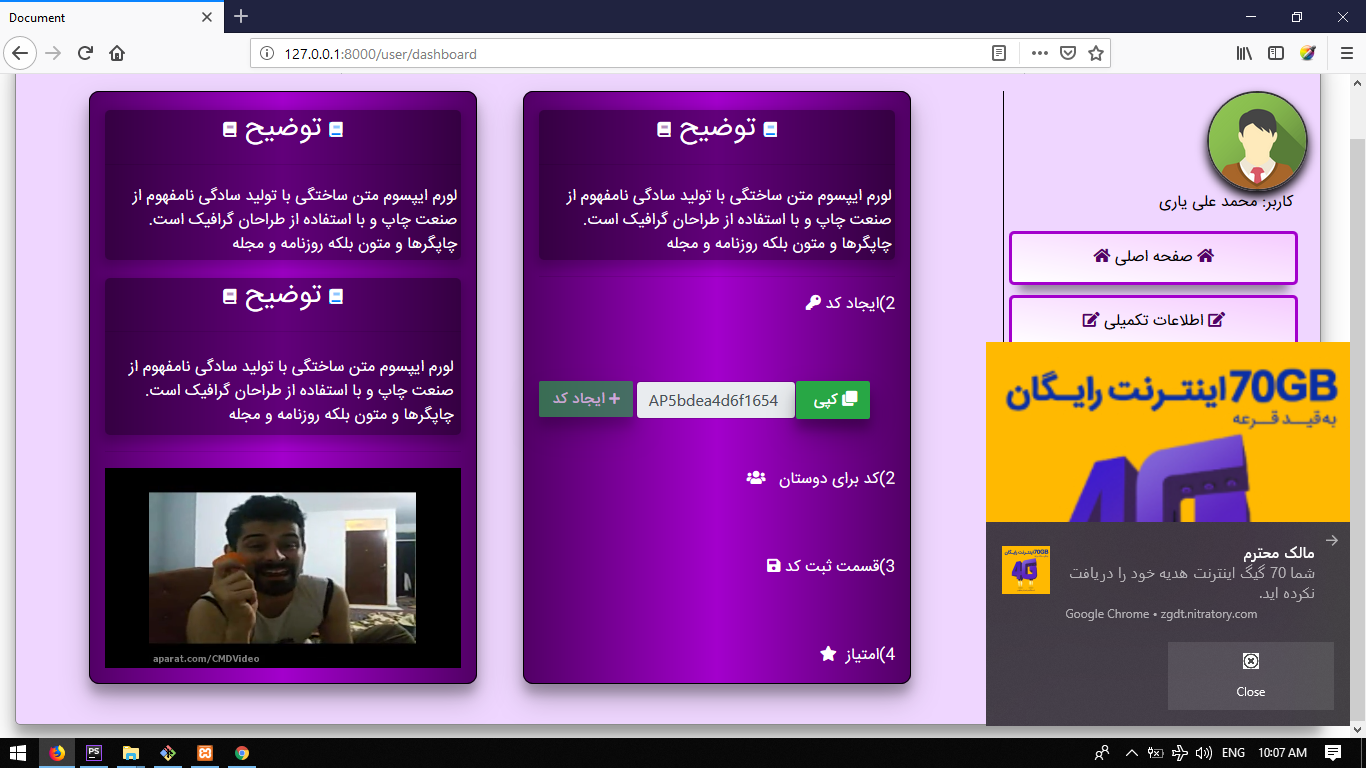 Document
127.0.0.1:8000/user/dashboard
توضیح
لورم ایپسوم متن ساختگی با تولید سادگی نامفهوم از
صنعت چاپ و با استفاده از طراحان گرافیک است.
چاپگرها و متون بلکه روزنامه و مجله
توضیح
لورم ایپسوم متن ساختگی با تولید سادگی نامفهوم از
صنعت چاپ و با استفاده از طراحان گرافیک است.
چاپگرها و متون بلکه روزنامه و مجله
aparat.com/CMDVideo
توضیح
لورم ایپسوم متن ساختگی با تولید سادگی نامفهوم از
صنعت چاپ و با استفاده از طراحان گرافیک است.
چاپگرها و متون بلکه روزنامه و مجله
2)ایجاد کد
کپی
AP5bdea4d6f1654
ایجاد کد
2)کد برای دوستان
3)قسمت ثبت کد
4)امتیاز
کاربر: محمد علی یاری
صفحه اصلی
اطلاعات تکمیلی
70GB اینترنت رایگان
به قید قرعه
4G
70GB اینترنت رایگان
4G
مالک محترم
شما 70 گیگ اینترنت هدیه خود را دریافت
نکرده اید.
Google Chrome • zgdt.nitratory.com
Close
PS
ENG
10:07 AM